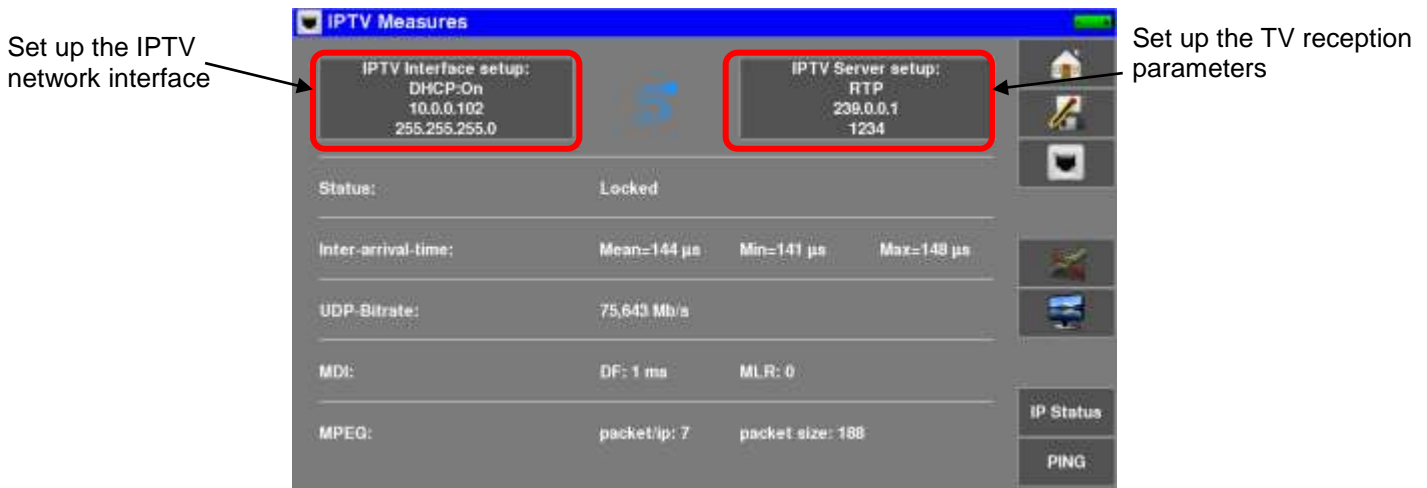 IPTV Measures
Set up the IPTV
network interface
Set up the TV reception
parameters
IPTV Interface setup:
DHCP:On
10.0.0.102
255.255.255.0
IPTV Server setup:
RTP
239.0.0.1
1234
Status: Locked
Inter-arrival-time: Mean=144 µs Min=141 µs Max=148 µs
UDP-Bitrate: 75,643 Mb/s
MDI: DF: 1 ms MLR: 0
MPEG: packet/ip: 7 packet size: 188
IP Status
PING